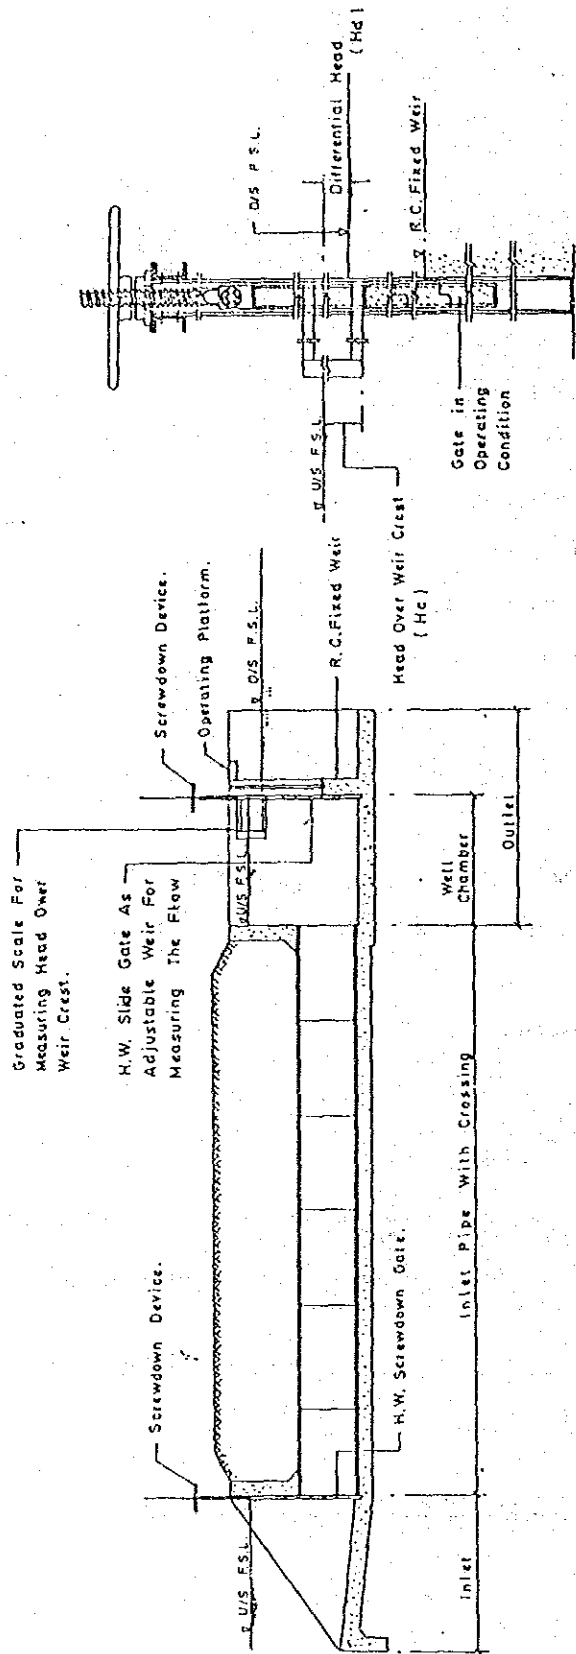 Graduated Scale For
Measuring Head Over
Weir Crest.
H.W. Slide Gate As
Adjustable Weir For
Measuring The Flow
Screwdown Device.
Screwdown Device.
Operating Platform.
U/S F.S.L.
U/S F.S.L.
D/S F.S.L.
R.C. Fixed Weir
H.W. Screwdown Gate.
Well
Chamber
Outlet
Inlet
Inlet Pipe With Crossing
D/S F.S.L.
U/S F.S.L.
Differential Head
(Hd)
R.C. Fixed Weir
Head Over Weir Crest
(Hc)
Gate in
Operating
Condition